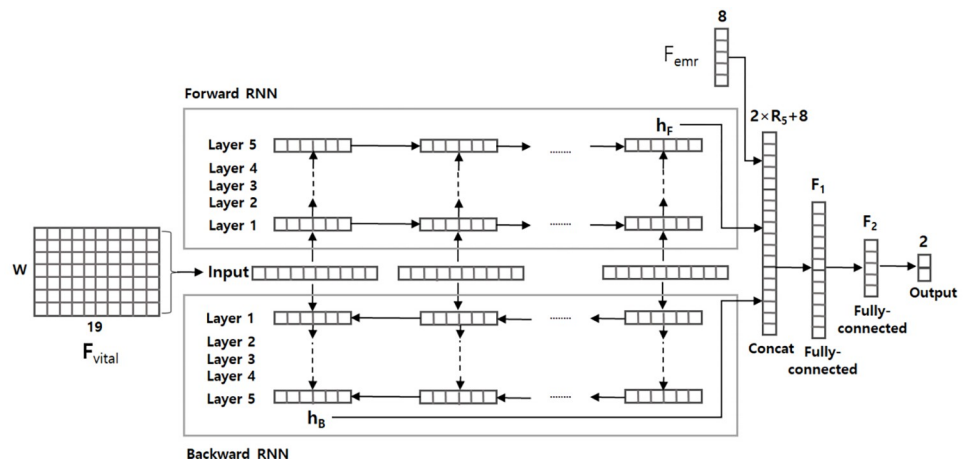 8
F_emr
Forward RNN
2×R_5+8
h_F
Layer 5
Layer 4
Layer 3
Layer 2
Layer 1
........
........
F_1
F_2
2
W
Input
Output
19
F_vital
Layer 1
Layer 2
Layer 3
Layer 4
Layer 5
........
........
h_B
Fully-
connected
Concat
Fully-
connected
Backward RNN